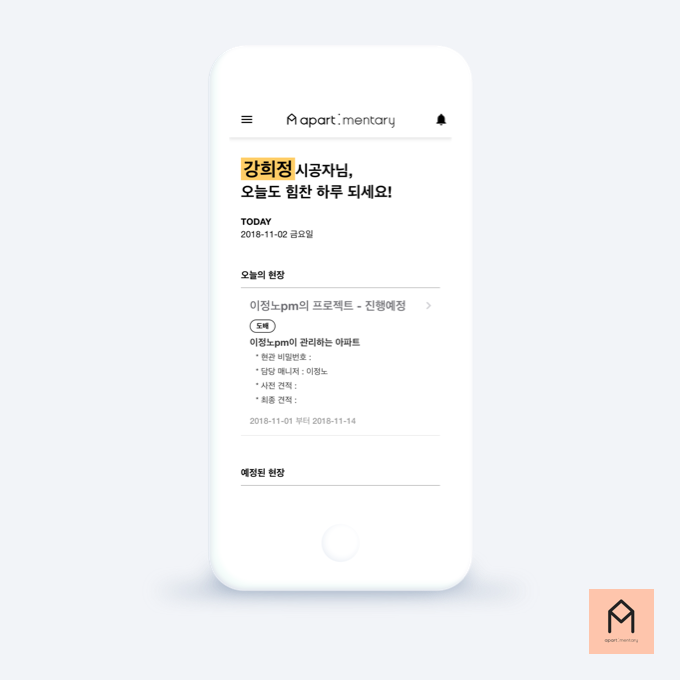 apart:mentary
강희정 시공자님,
오늘도 힘찬 하루 되세요!
TODAY
2018-11-02 금요일
오늘의 현장
이정노pm의 프로젝트 - 진행예정
도배
이정노pm이 관리하는 아파트
* 현관 비밀번호 :
* 담당 매니저 : 이정노
* 사전 견적 :
* 최종 견적 :
2018-11-01 부터 2018-11-14
예정된 현장
apart:mentary